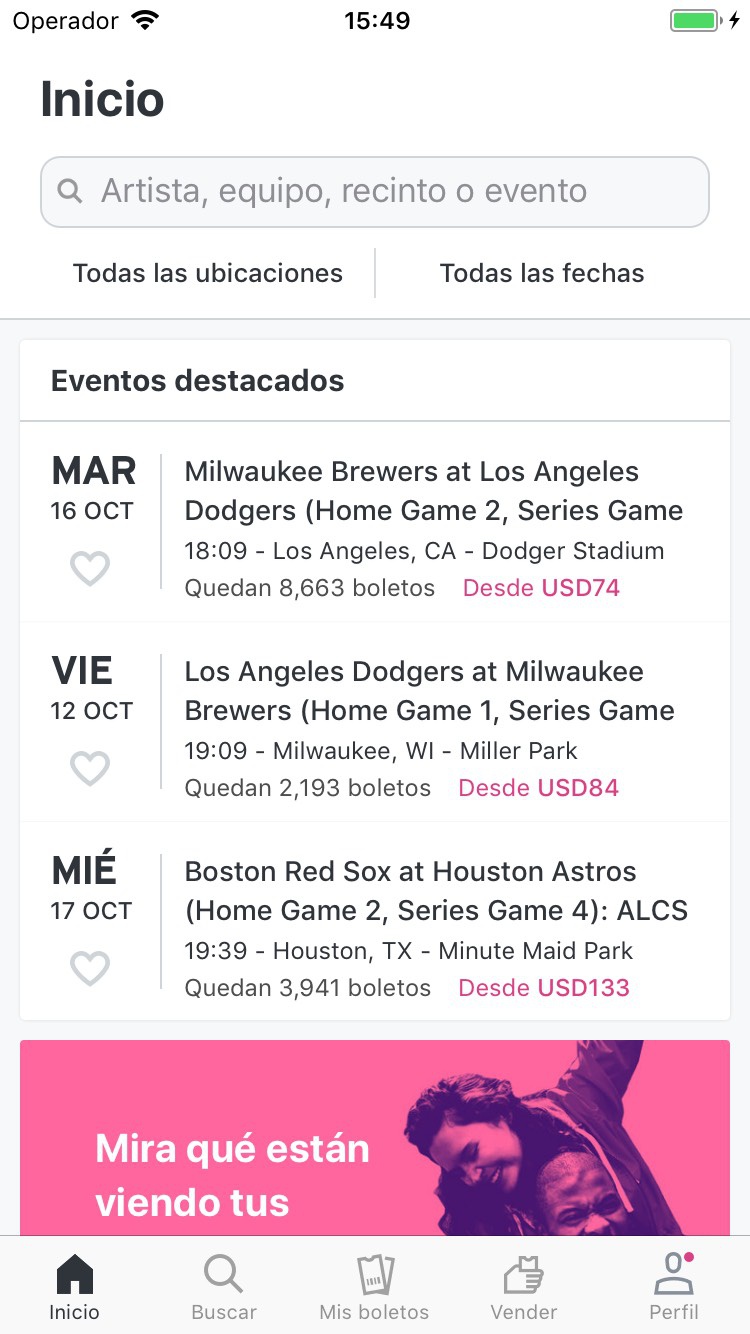 Operador 15:49
Inicio
Artista, equipo, recinto o evento
Todas las ubicaciones Todas las fechas
Eventos destacados
MAR
16 OCT
Milwaukee Brewers at Los Angeles
Dodgers (Home Game 2, Series Game
18:09 - Los Angeles, CA - Dodger Stadium
Quedan 8,663 boletos Desde USD74
VIE
12 OCT
Los Angeles Dodgers at Milwaukee
Brewers (Home Game 1, Series Game
19:09 - Milwaukee, WI - Miller Park
Quedan 2,193 boletos Desde USD84
MIÉ
17 OCT
Boston Red Sox at Houston Astros
(Home Game 2, Series Game 4): ALCS
19:39 - Houston, TX - Minute Maid Park
Quedan 3,941 boletos Desde USD133
Mira qué están
viendo tus
Inicio Buscar Mis boletos Vender Perfil